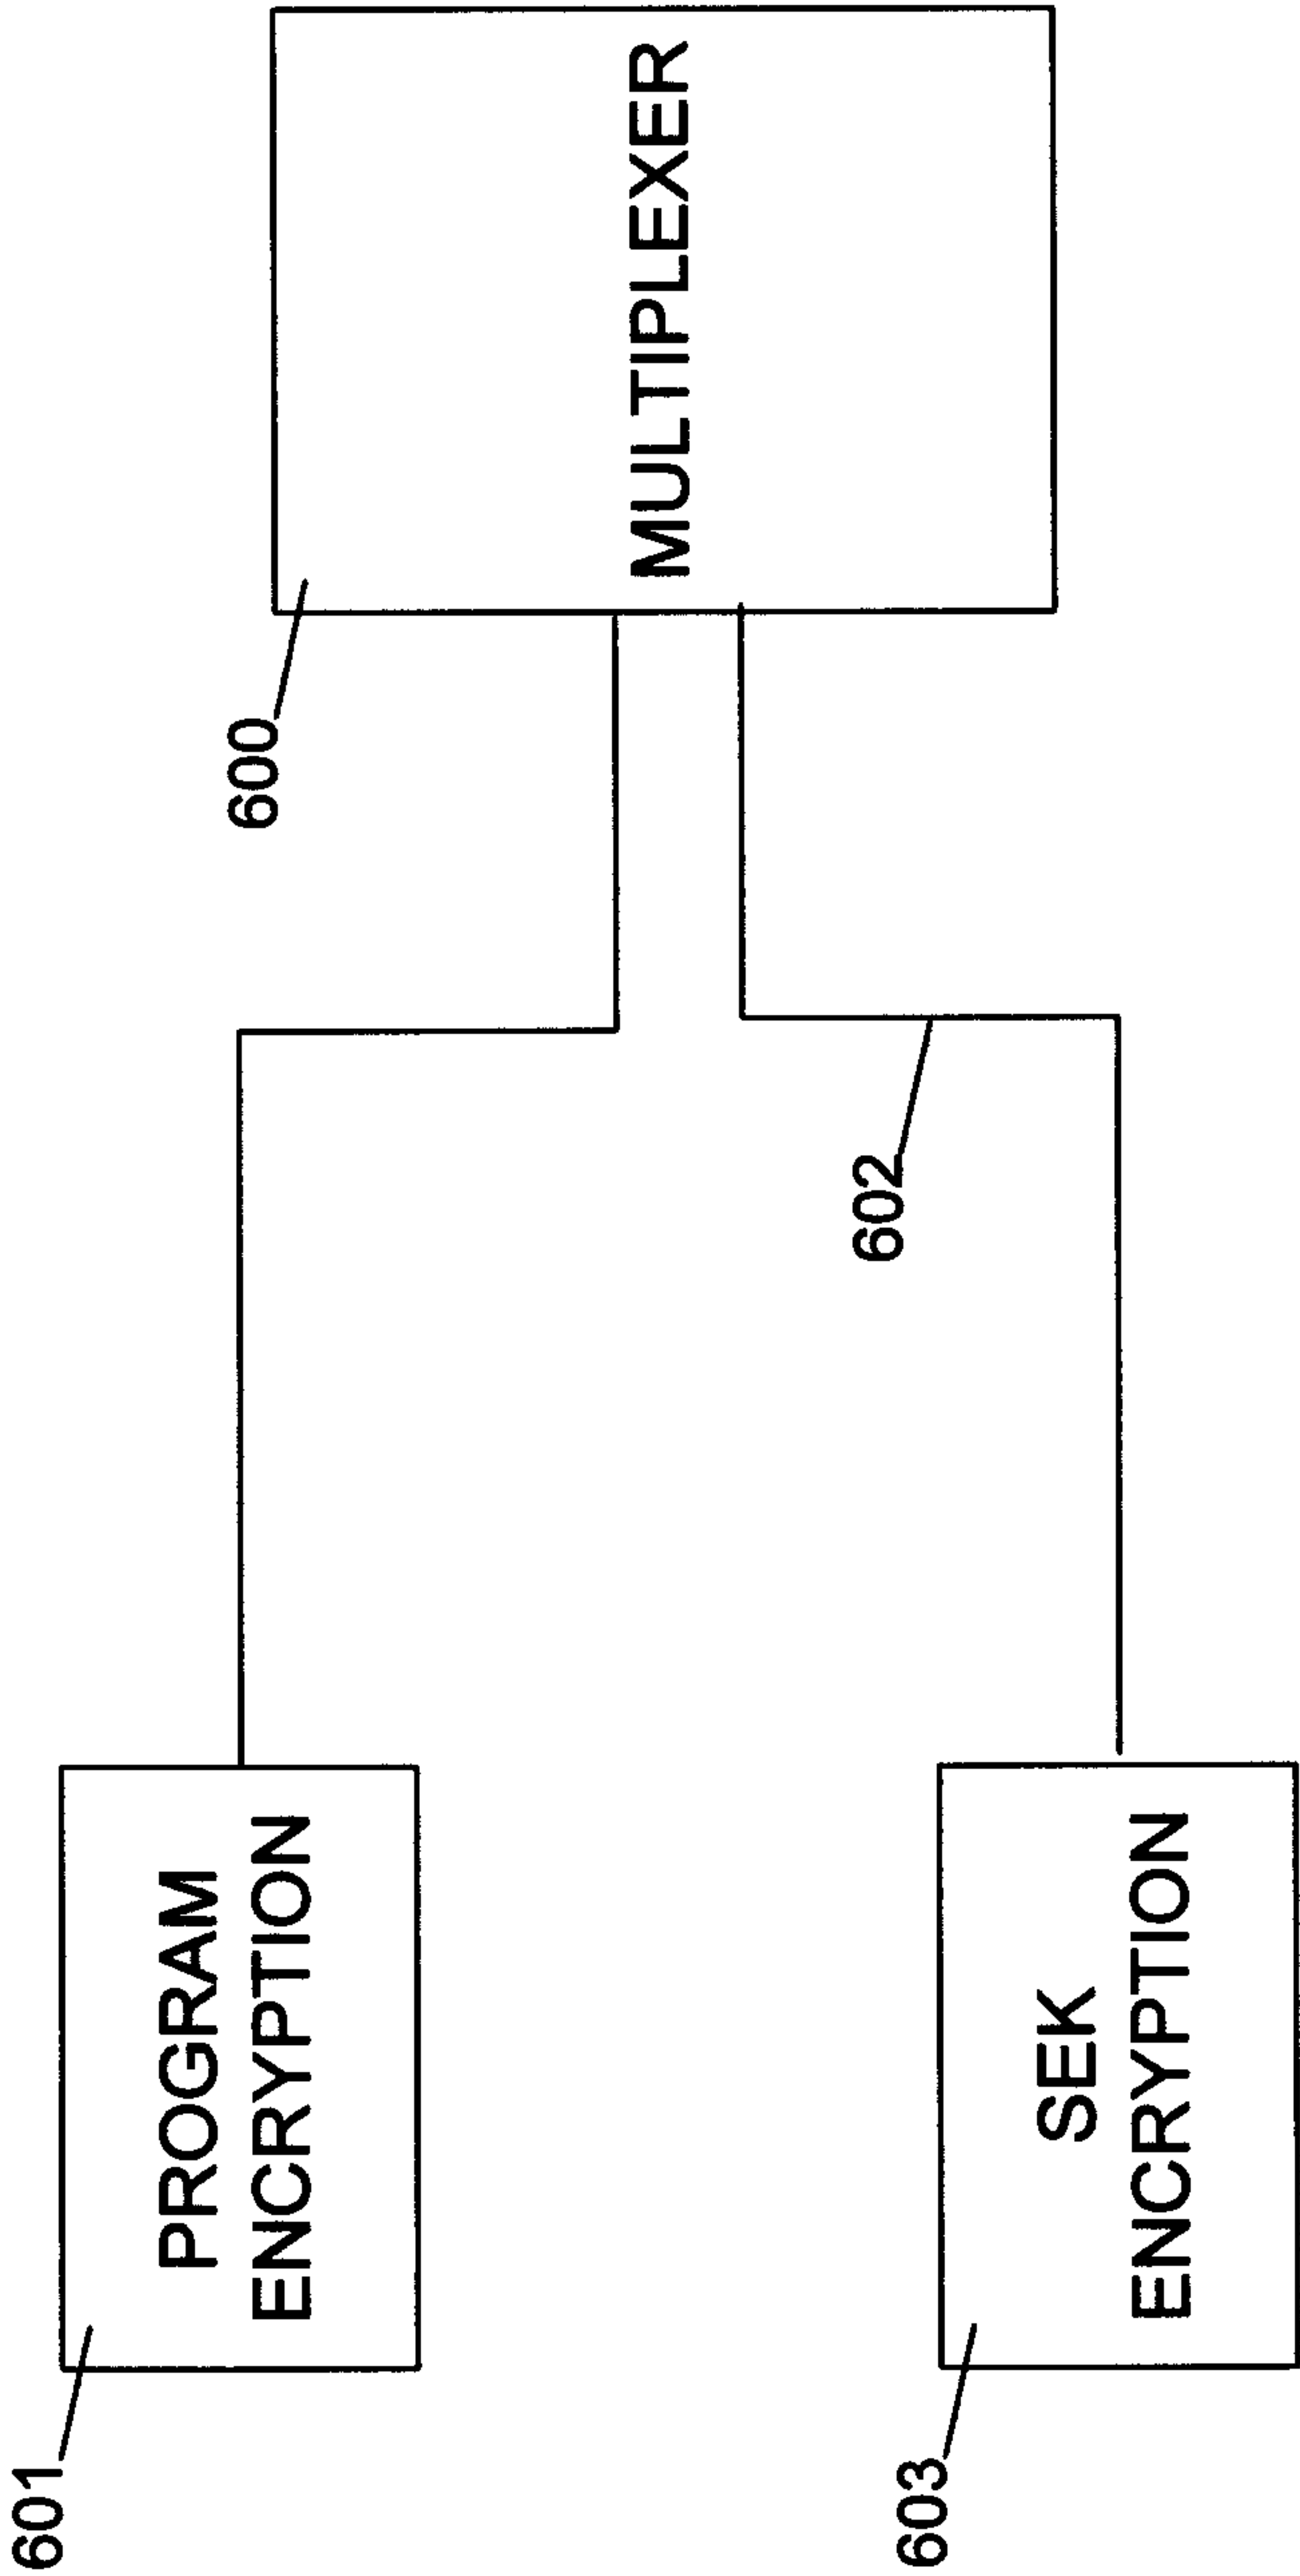 601
PROGRAM
ENCRYPTION
600
MULTIPLEXER
602
603
SEK
ENCRYPTION